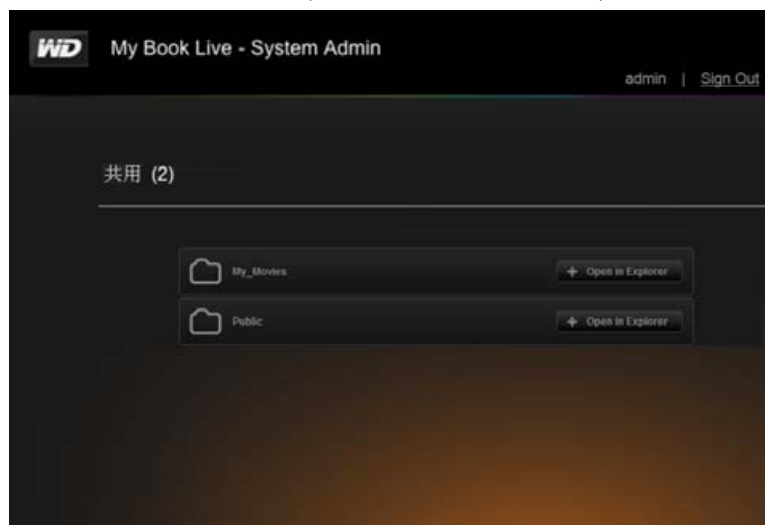 WD My Book Live - System Admin
admin | Sign Out
共用 (2)
My_Movies + Open in Explorer
Public + Open in Explorer